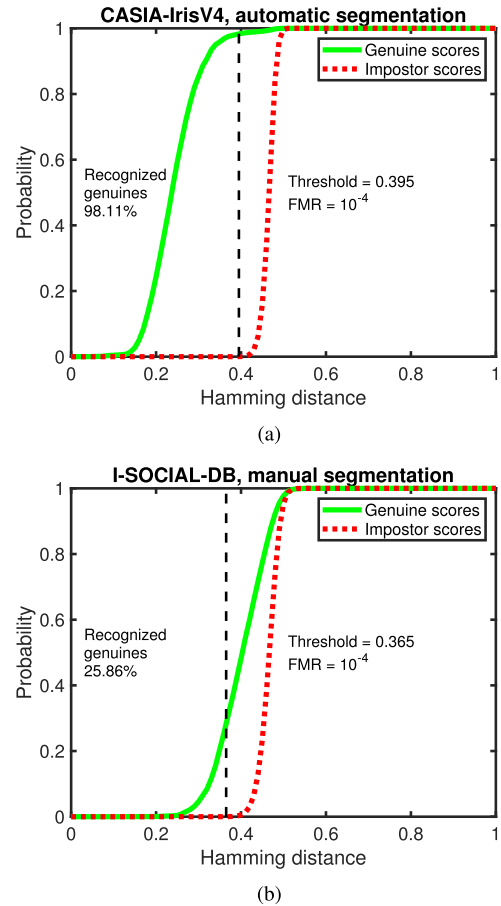 CASIA-IrisV4, automatic segmentation
1
Genuine scores
Impostor scores
0.8
0.6
Recognized
genuines
98.11%
Threshold = 0.395
FMR = 10⁻⁴
0.4
0.2
0
Probability
0 0.2 0.4 0.6 0.8 1
Hamming distance
(a)
I-SOCIAL-DB, manual segmentation
1
Genuine scores
Impostor scores
0.8
0.6
Recognized
genuines
25.86%
Threshold = 0.365
FMR = 10⁻⁴
0.4
0.2
0
Probability
0 0.2 0.4 0.6 0.8 1
Hamming distance
(b)